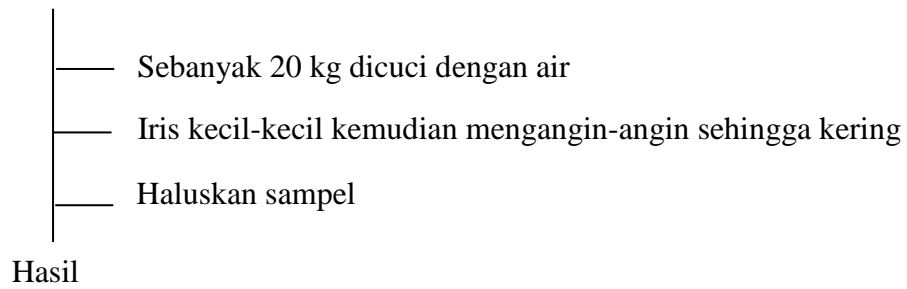 Sebanyak 20 kg dicuci dengan air
Iris kecil-kecil kemudian mengangin-angin sehingga kering
Haluskan sampel
Hasil